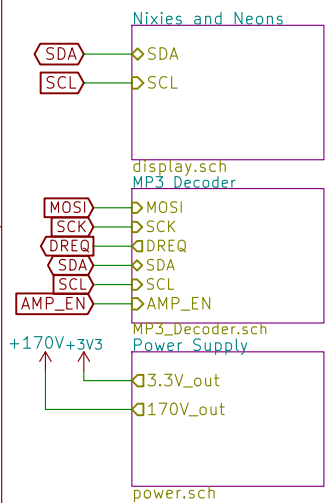 Nixies and Neons
SDA SDA
SCL SCL
display.sch
MP3 Decoder
MOSI MOSI
SCK SCK
DREQ DREQ
SDA SDA
SCL SCL
AMP_EN AMP_EN
MP3_Decoder.sch
Power Supply
+170V +3V3
3.3V_out
170V_out
power.sch